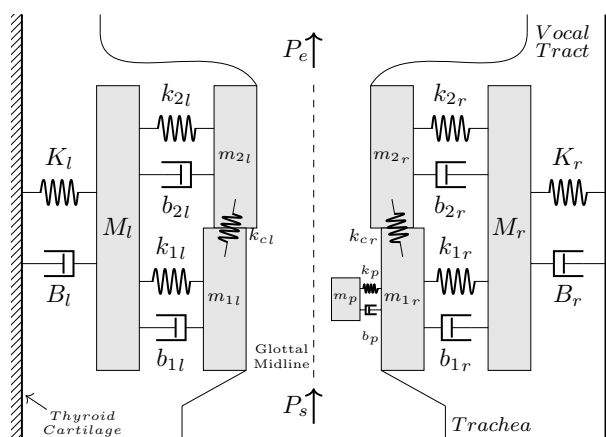 Vocal
Tract
P_e
k_{2l}
k_{2r}
m_{2l}
m_{2r}
K_l
K_r
b_{2l}
b_{2r}
M_l
M_r
k_{cl}
k_{cr}
k_{1l}
k_{1r}
k_p
m_{1l}
m_p
m_{1r}
B_l
B_r
b_p
b_{1l}
b_{1r}
Glottal
Midline
P_s
Thyroid
Cartilage
Trachea